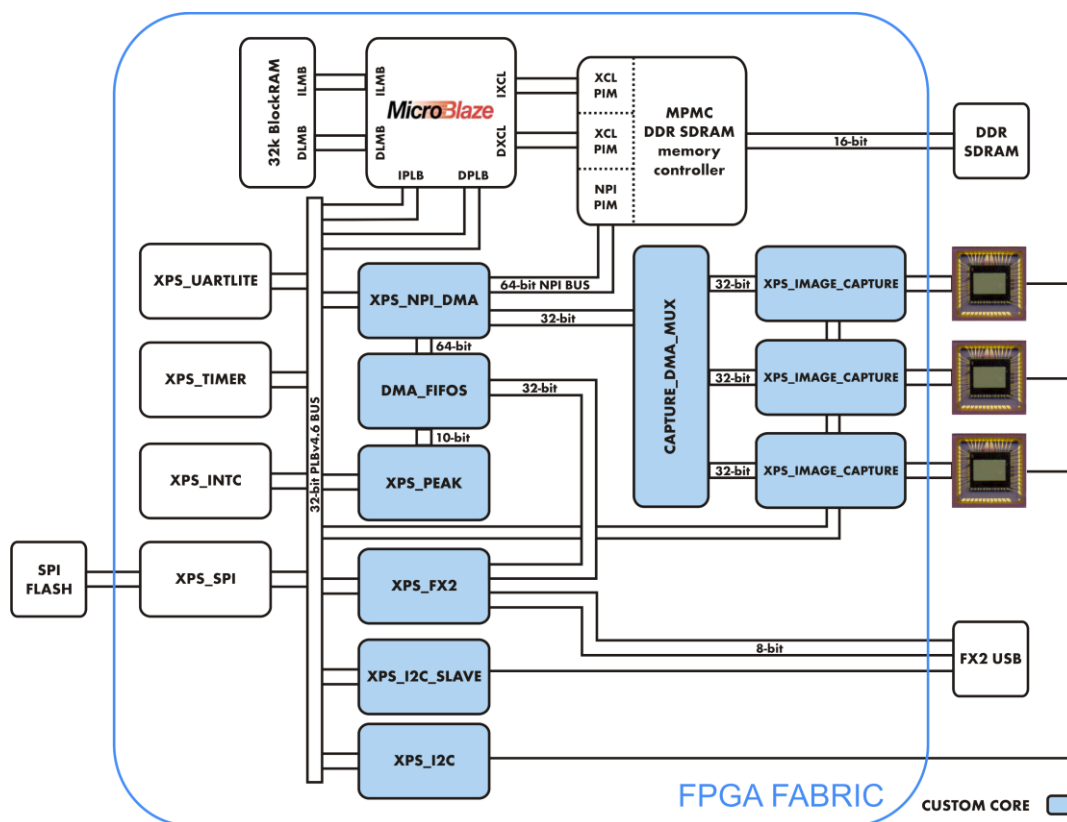 32k BlockRAM
ILMB
DLMB
ILMB
DLMB
MicroBlaze
IXCL
DXCL
IPLB
DPLB
XCL
PIM
XCL
PIM
NPI
PIM
MPMC
DDR SDRAM
memory
controller
16-bit
DDR
SDRAM
XPS_UARTLITE
XPS_TIMER
XPS_INTC
SPI
FLASH
XPS_SPI
32-bit PLBv4.6 BUS
XPS_NPI_DMA
64-bit NPI BUS
32-bit
64-bit
DMA_FIFOS
32-bit
10-bit
XPS_PEAK
CAPTURE_DMA_MUX
32-bit
XPS_IMAGE_CAPTURE
32-bit
XPS_IMAGE_CAPTURE
32-bit
XPS_IMAGE_CAPTURE
XPS_FX2
8-bit
FX2 USB
XPS_I2C_SLAVE
XPS_I2C
FPGA FABRIC
CUSTOM CORE